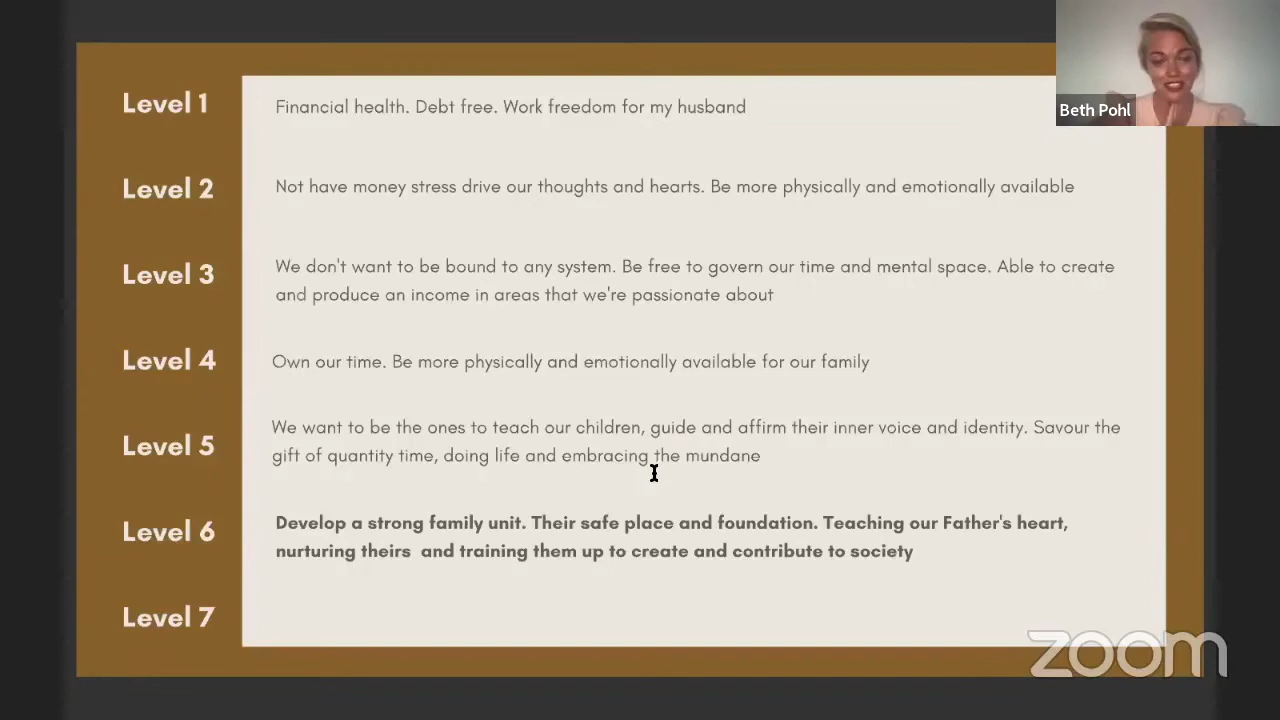 Level 1
Financial health. Debt free. Work freedom for my husband
Beth Pohl
Level 2
Not have money stress drive our thoughts and hearts. Be more physically and emotionally available
Level 3
We don't want to be bound to any system. Be free to govern our time and mental space. Able to create
and produce an income in areas that we're passionate about
Level 4
Own our time. Be more physically and emotionally available for our family
Level 5
We want to be the ones to teach our children, guide and affirm their inner voice and identity. Savour the
gift of quantity time, doing life and embracing the mundane
Level 6
Develop a strong family unit. Their safe place and foundation. Teaching our Father's heart,
nurturing theirs  and training them up to create and contribute to society
Level 7
zoom